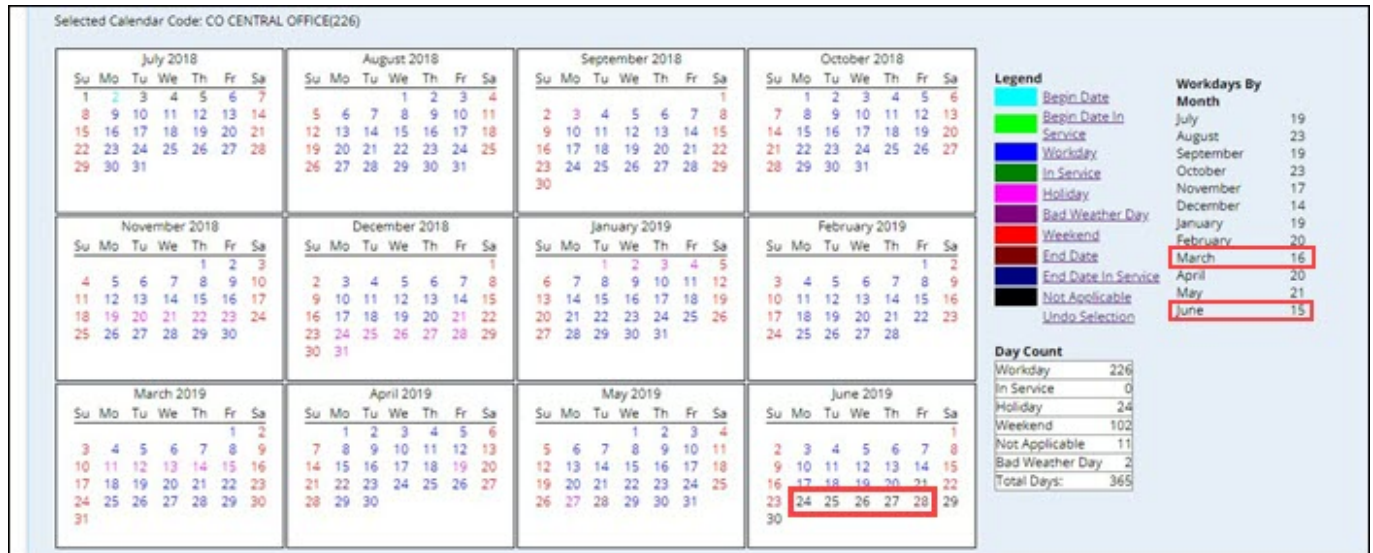 Selected Calendar Code: CO CENTRAL OFFICE(226)
July 2018
Su Mo Tu We Th Fr Sa
1 2 3 4 5 6 7
8 9 10 11 12 13 14
15 16 17 18 19 20 21
22 23 24 25 26 27 28
29 30 31
August 2018
Su Mo Tu We Th Fr Sa
1 2 3 4
5 6 7 8 9 10 11
12 13 14 15 16 17 18
19 20 21 22 23 24 25
26 27 28 29 30 31
September 2018
Su Mo Tu We Th Fr Sa
1
2 3 4 5 6 7 8
9 10 11 12 13 14 15
16 17 18 19 20 21 22
23 24 25 26 27 28 29
30
October 2018
Su Mo Tu We Th Fr Sa
1 2 3 4 5 6
7 8 9 10 11 12 13
14 15 16 17 18 19 20
21 22 23 24 25 26 27
28 29 30 31
November 2018
Su Mo Tu We Th Fr Sa
1 2 3
4 5 6 7 8 9 10
11 12 13 14 15 16 17
18 19 20 21 22 23 24
25 26 27 28 29 30
December 2018
Su Mo Tu We Th Fr Sa
1
2 3 4 5 6 7 8
9 10 11 12 13 14 15
16 17 18 19 20 21 22
23 24 25 26 27 28 29
30 31
January 2019
Su Mo Tu We Th Fr Sa
1 2 3 4 5
6 7 8 9 10 11 12
13 14 15 16 17 18 19
20 21 22 23 24 25 26
27 28 29 30 31
February 2019
Su Mo Tu We Th Fr Sa
1 2
3 4 5 6 7 8 9
10 11 12 13 14 15 16
17 18 19 20 21 22 23
24 25 26 27 28
March 2019
Su Mo Tu We Th Fr Sa
1 2
3 4 5 6 7 8 9
10 11 12 13 14 15 16
17 18 19 20 21 22 23
24 25 26 27 28 29 30
31
April 2019
Su Mo Tu We Th Fr Sa
1 2 3 4 5 6
7 8 9 10 11 12 13
14 15 16 17 18 19 20
21 22 23 24 25 26 27
28 29 30
May 2019
Su Mo Tu We Th Fr Sa
1 2 3 4
5 6 7 8 9 10 11
12 13 14 15 16 17 18
19 20 21 22 23 24 25
26 27 28 29 30 31
June 2019
Su Mo Tu We Th Fr Sa
1
2 3 4 5 6 7 8
9 10 11 12 13 14 15
16 17 18 19 20 21 22
23 24 25 26 27 28 29
30
Legend
Begin Date
Begin Date In
Service
Workday
In Service
Holiday
Bad Weather Day
Weekend
End Date
End Date In Service
Not Applicable
Undo Selection
Workdays By
Month
July 19
August 23
September 19
October 23
November 17
December 14
January 19
February 20
March 16
April 20
May 21
June 15
Day Count
Workday 226
In Service 0
Holiday 24
Weekend 102
Not Applicable 11
Bad Weather Day 2
Total Days: 365